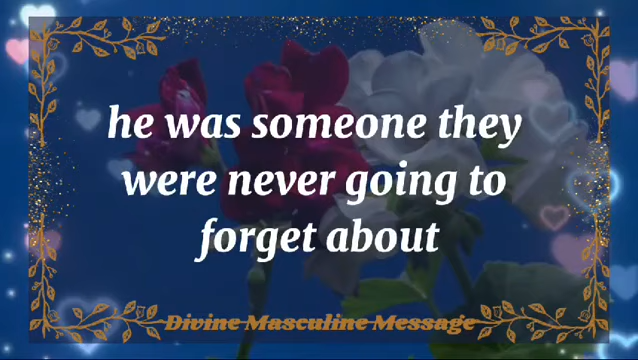 he was someone they
were never going to
forget about
Divine Masculine Message